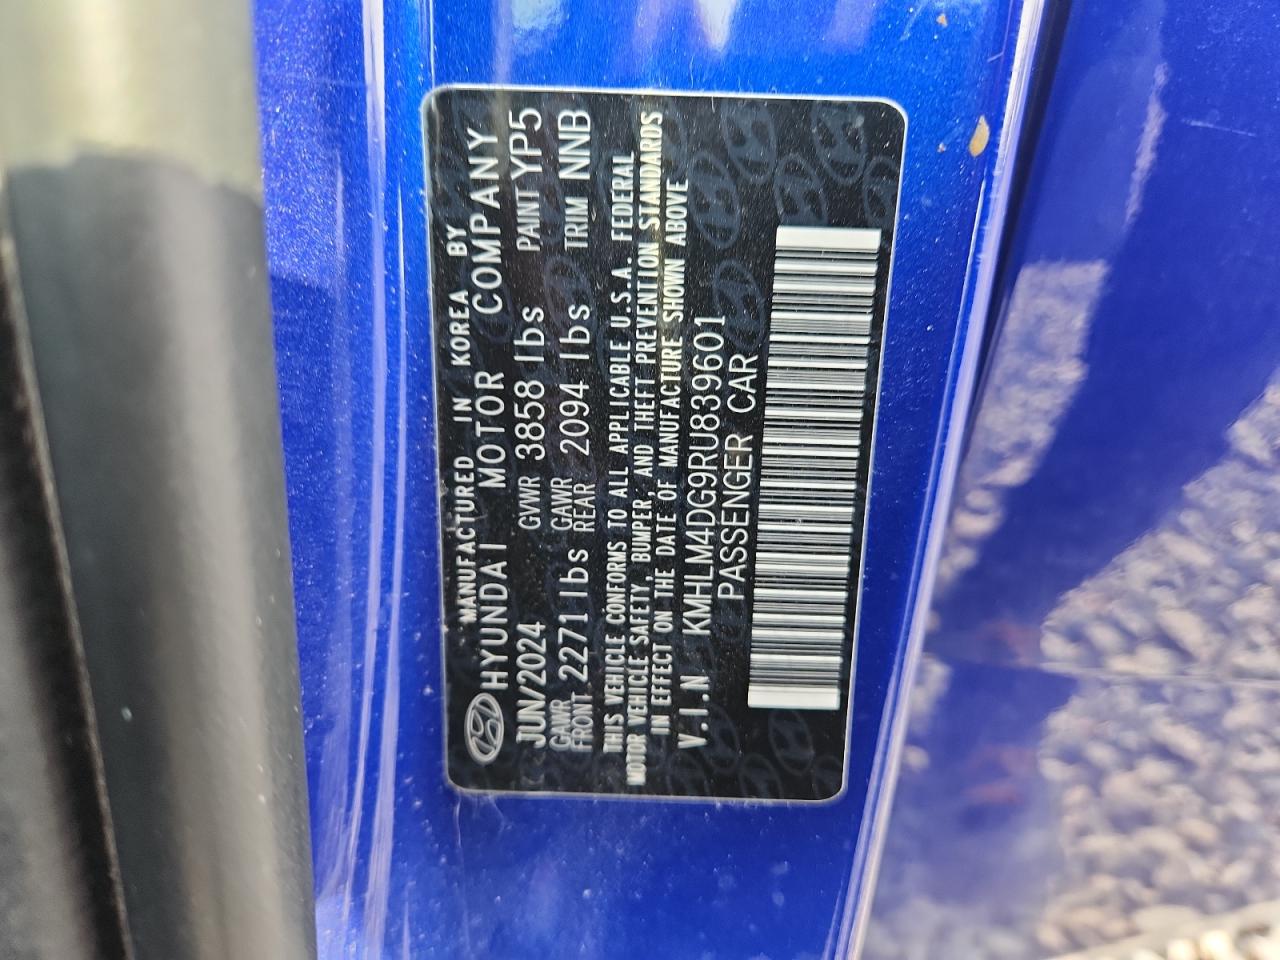 MANUFACTURED IN KOREA BY
HYUNDAI MOTOR COMPANY
JUN/2024 GVWR 3858 lbs PAINT YP5
GAWR FRONT 2271 lbs GAWR REAR 2094 lbs TRIM NNB
THIS VEHICLE CONFORMS TO ALL APPLICABLE U.S.A. FEDERAL
MOTOR VEHICLE SAFETY, BUMPER, AND THEFT PREVENTION STANDARDS
IN EFFECT ON THE DATE OF MANUFACTURE SHOWN ABOVE
V.I.N KMHLM4DG9RU839601
PASSENGER CAR